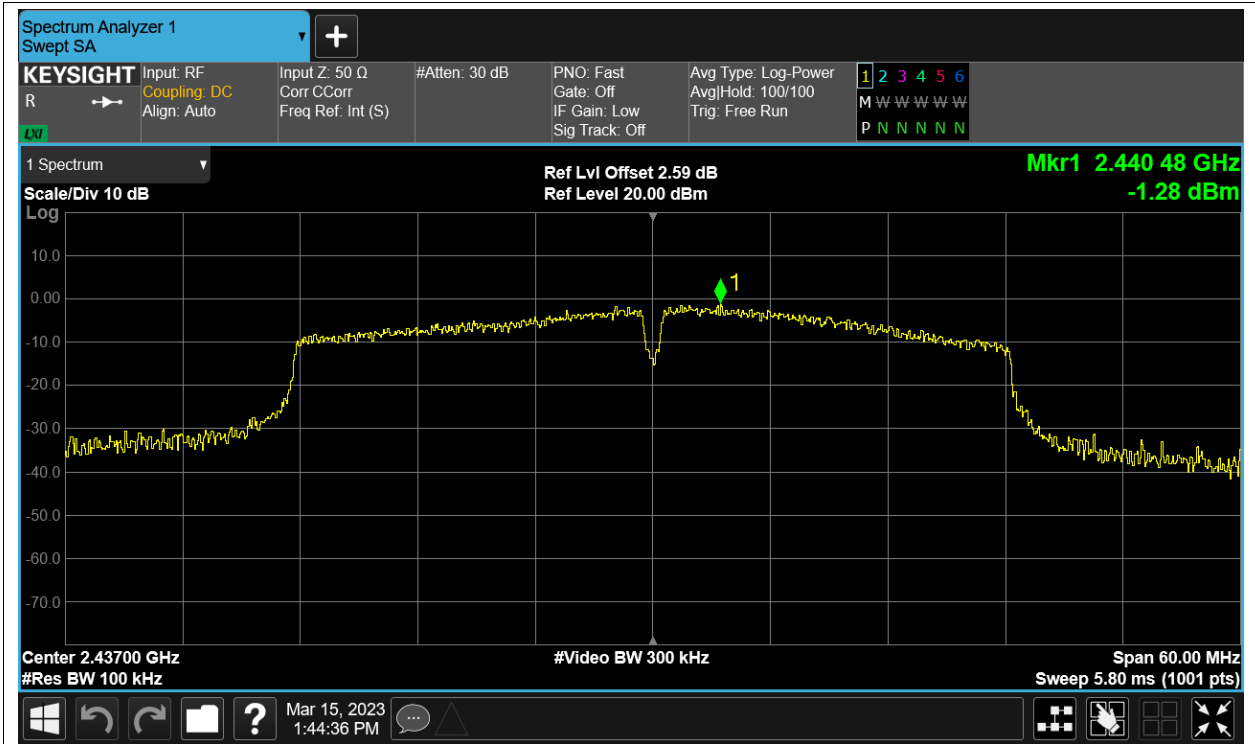 Spectrum Analyzer 1
Swept SA
KEYSIGHT
R
LXI
Input: RF
Coupling: DC
Align: Auto
Input Z: 50 Ω
Corr CCorr
Freq Ref: Int (S)
#Atten: 30 dB
PNO: Fast
Gate: Off
IF Gain: Low
Sig Track: Off
Avg Type: Log-Power
Avg|Hold: 100/100
Trig: Free Run
1 2 3 4 5 6
M W W W W W
P N N N N N
1 Spectrum
Scale/Div 10 dB
Log
Ref Lvl Offset 2.59 dB
Ref Level 20.00 dBm
Mkr1 2.440 48 GHz
-1.28 dBm
10.0
0.00
-10.0
-20.0
-30.0
-40.0
-50.0
-60.0
-70.0
1
Center 2.43700 GHz
#Res BW 100 kHz
#Video BW 300 kHz
Span 60.00 MHz
Sweep 5.80 ms (1001 pts)
?
Mar 15, 2023
1:44:36 PM